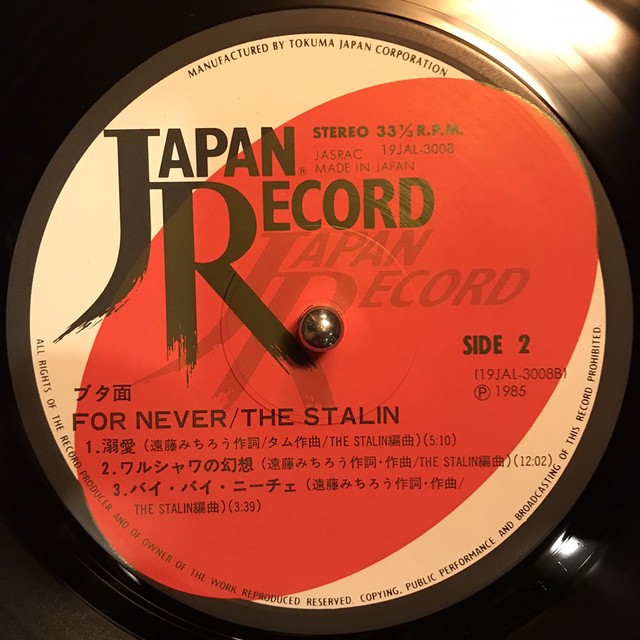 MANUFACTURED BY TOKUMA JAPAN CORPORATION
JAPAN
RECORD
®
STEREO 33⅓ R.P.M.
JASRAC 19JAL-3008
MADE IN JAPAN
JAPAN
RECORD
SIDE 2
(19JAL-3008B)
Ⓟ 1985
ブタ面
FOR NEVER/THE STALIN
1.溺愛(遠藤みちろう作詞/タム作曲/THE STALIN編曲)(5:10)
2.ワルシャワの幻想(遠藤みちろう作詞・作曲/THE STALIN編曲)(12:02)
3.バイ・バイ・ニーチェ(遠藤みちろう作詞・作曲/
THE STALIN編曲)(3:39)
ALL RIGHTS OF THE RECORD PRODUCER AND OF OWNER OF THE WORK REPRODUCED RESERVED. COPYING, PUBLIC PERFORMANCE AND BROADCASTING OF THIS RECORD PROHIBITED.